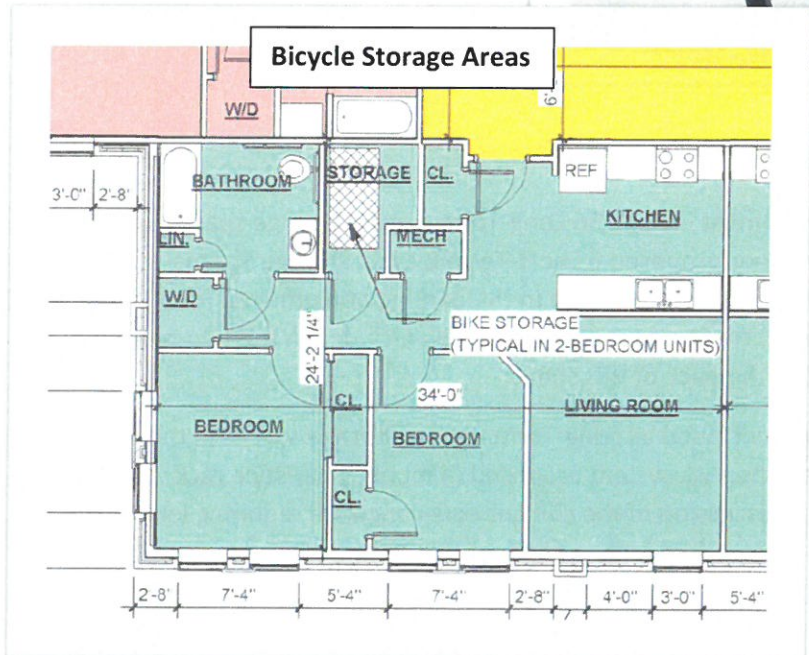 Bicycle Storage Areas
W/D
3'-0"
2'-8'
BATHROOM
STORAGE
CL.
REF
KITCHEN
LIN.
MECH
W/D
BIKE STORAGE
(TYPICAL IN 2-BEDROOM UNITS)
24'-2 1/4"
CL.
34'-0"
BEDROOM
BEDROOM
LIVING ROOM
CL.
2'-8'
7'-4"
5'-4"
7'-4"
2'-8"
4'-0"
3'-0"
5'-4"